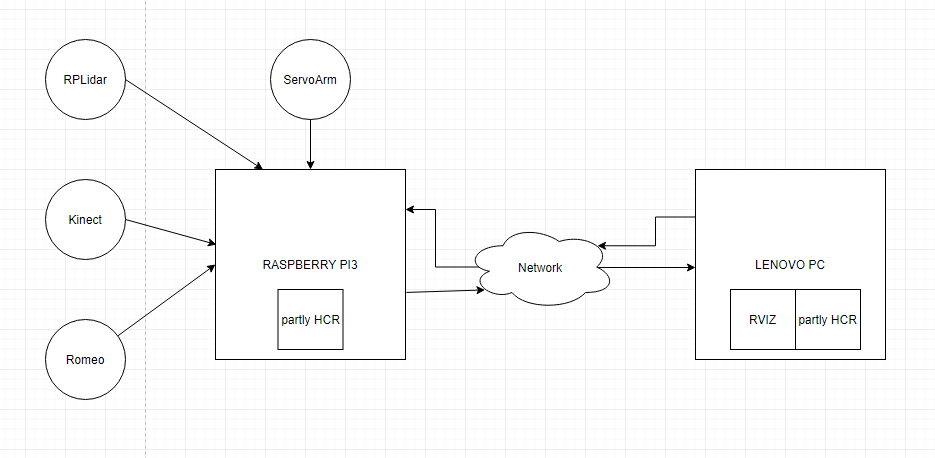 RPLidar
ServoArm
Kinect
Romeo
RASPBERRY PI3
partly HCR
Network
LENOVO PC
RVIZ
partly HCR